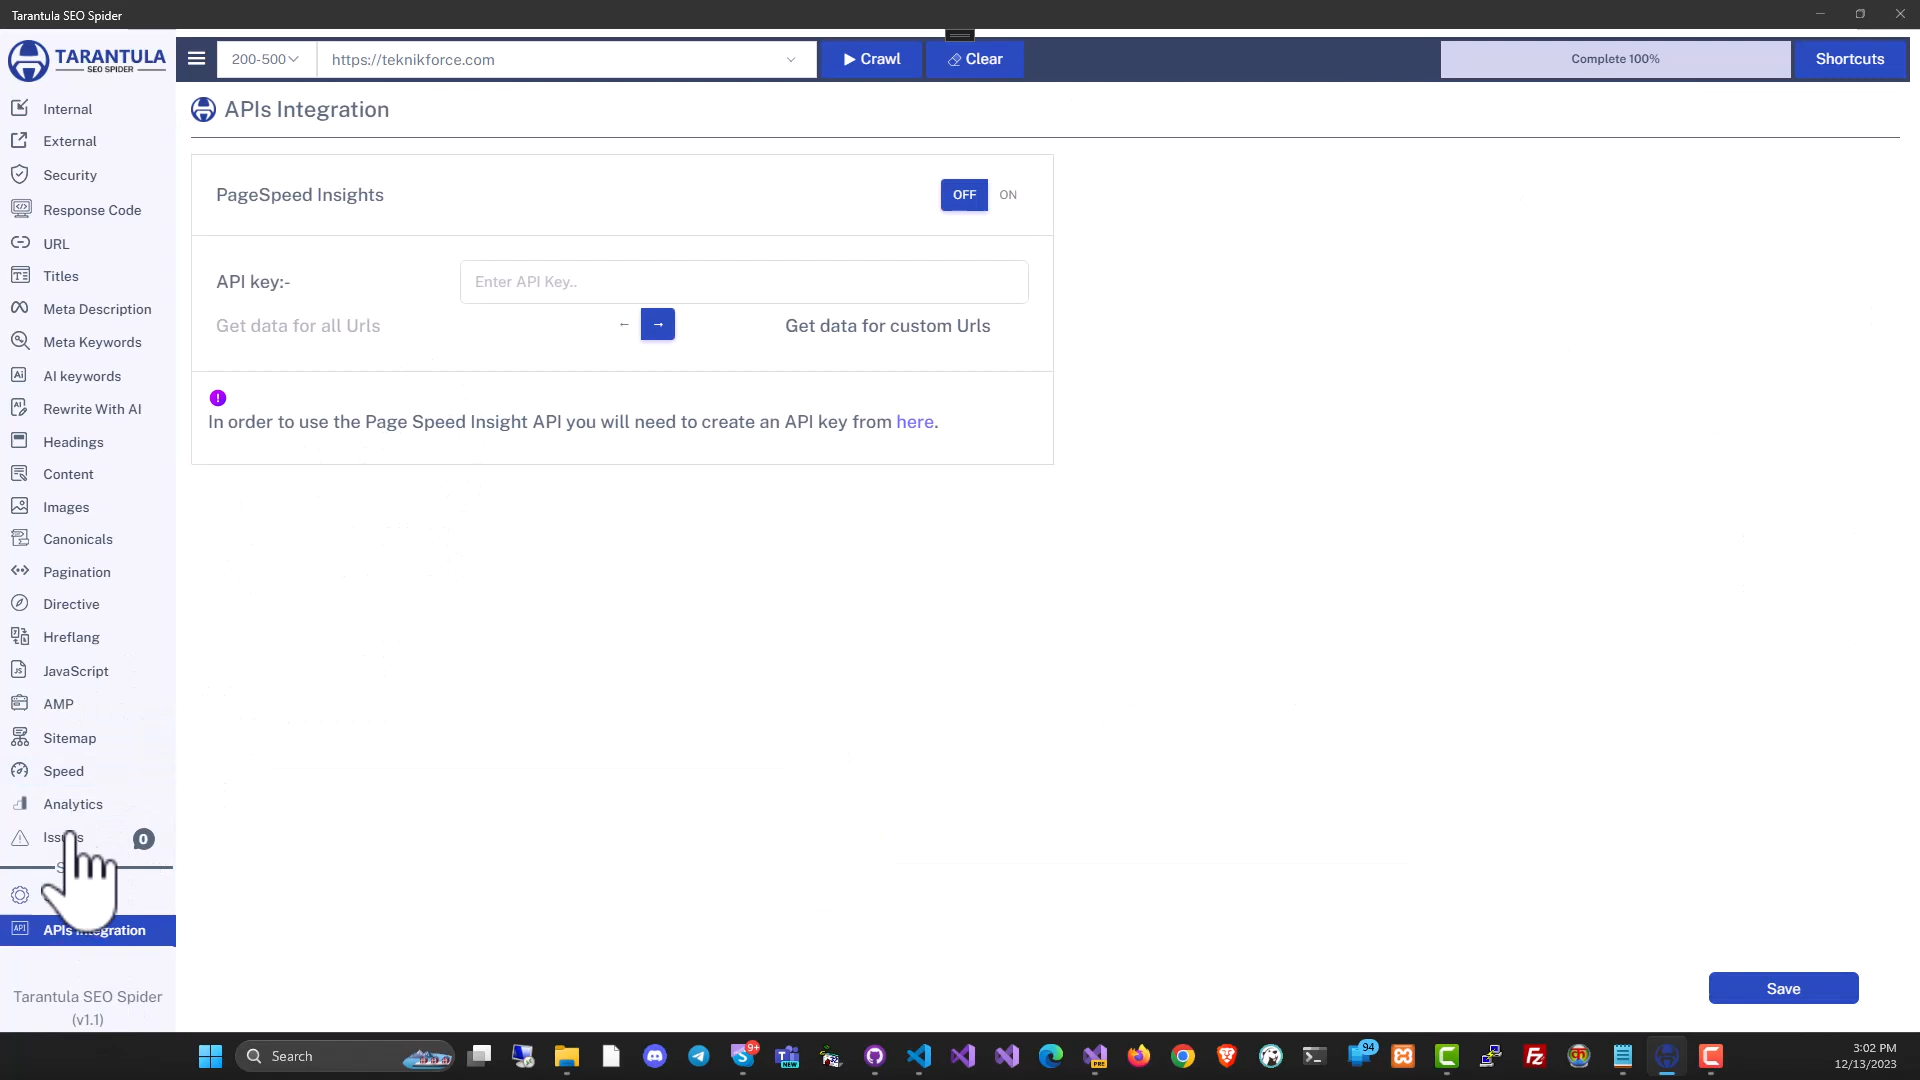 Tarantula SEO Spider
TARANTULA
SEO SPIDER
200-500
https://teknikforce.com
Crawl
Clear
Complete 100%
Shortcuts
Internal
External
Security
Response Code
URL
Titles
Meta Description
Meta Keywords
AI keywords
Rewrite With AI
Headings
Content
Images
Canonicals
Pagination
Directive
Hreflang
JavaScript
AMP
Sitemap
Speed
Analytics
0
Tarantula SEO Spider
(v1.1)
APIs Integration
PageSpeed Insights
OFF
ON
API key:-
Enter API Key..
Get data for all Urls
← →
Get data for custom Urls
In order to use the Page Speed Insight API you will need to create an API key from here.
Save
Search
9+
NEW
PRE
94
3:02 PM
12/13/2023